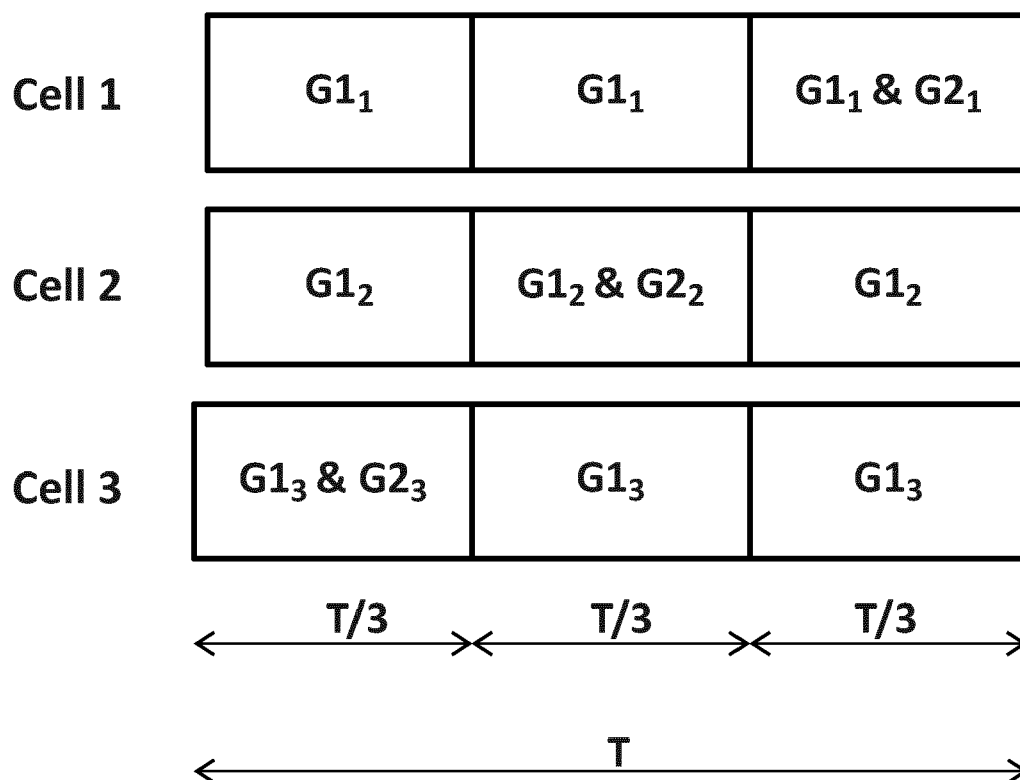 Cell 1 G1₁ G1₁ G1₁ & G2₁
Cell 2 G1₂ G1₂ & G2₂ G1₂
Cell 3 G1₃ & G2₃ G1₃ G1₃
T/3 T/3 T/3
T